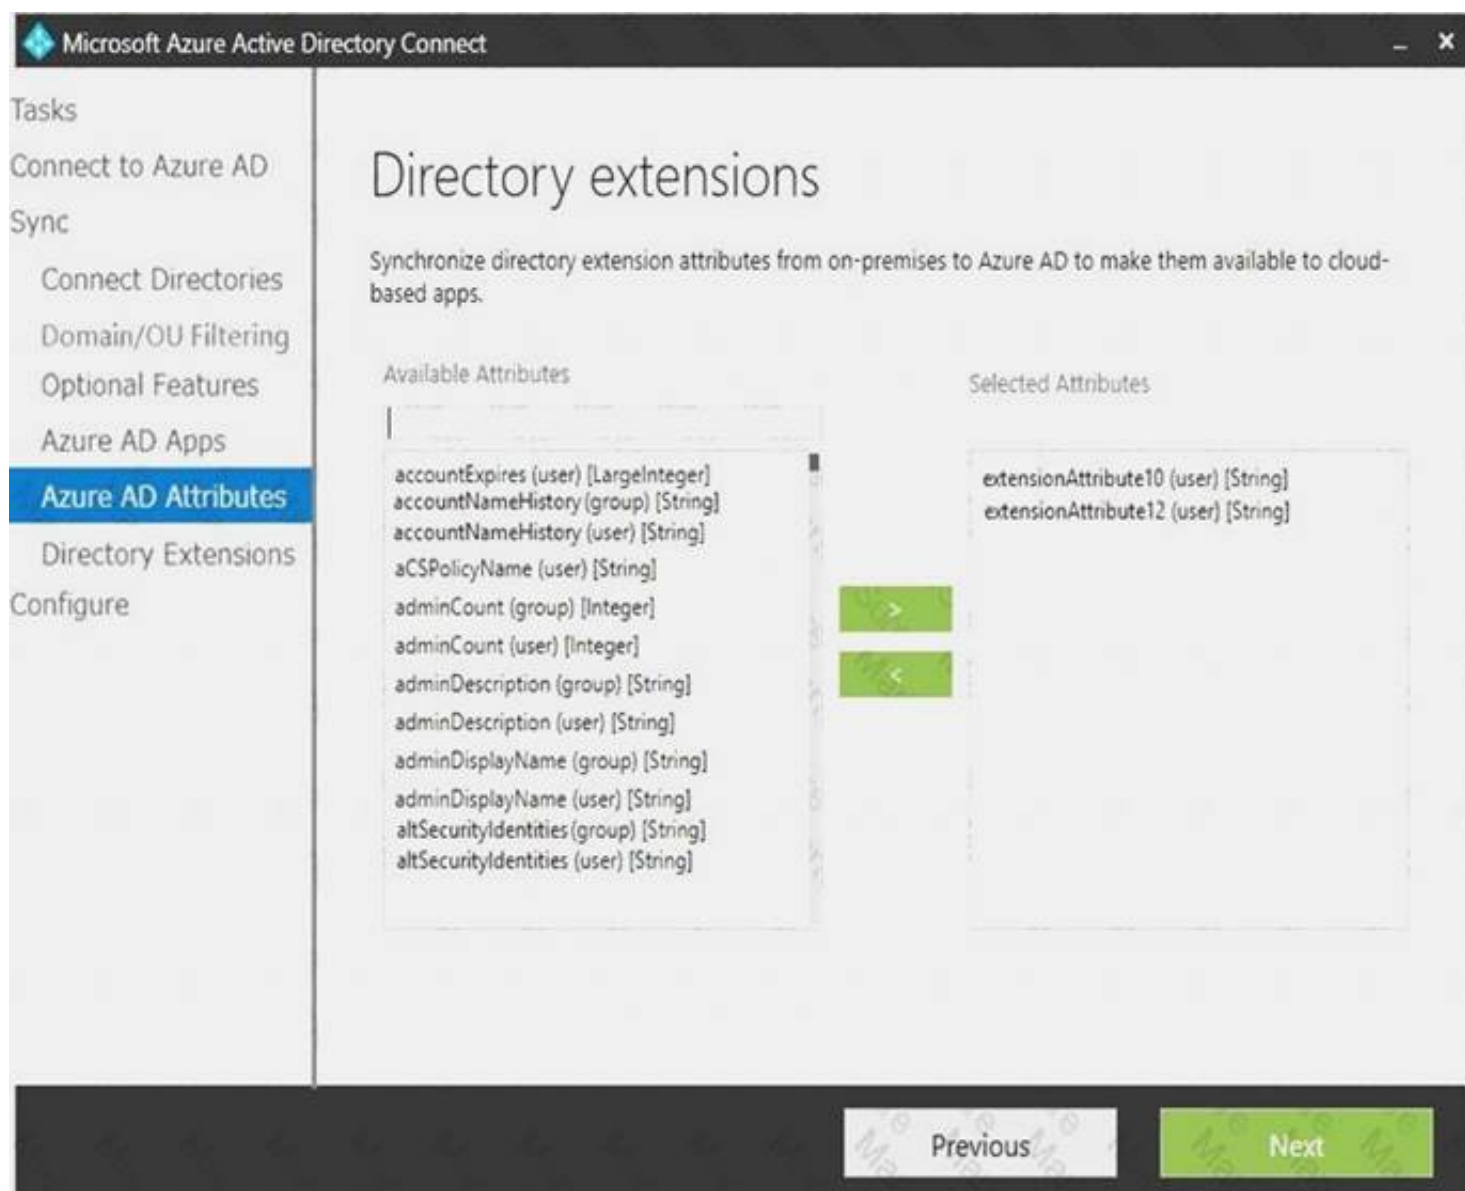 Microsoft Azure Active Directory Connect
Tasks
Connect to Azure AD
Sync
Connect Directories
Domain/OU Filtering
Optional Features
Azure AD Apps
Azure AD Attributes
Directory Extensions
Configure
Directory extensions
Synchronize directory extension attributes from on-premises to Azure AD to make them available to cloud-
based apps.
Available Attributes
accountExpires (user) [LargeInteger]
accountNameHistory (group) [String]
accountNameHistory (user) [String]
aCSPolicyName (user) [String]
adminCount (group) [Integer]
adminCount (user) [Integer]
adminDescription (group) [String]
adminDescription (user) [String]
adminDisplayName (group) [String]
adminDisplayName (user) [String]
altSecurityIdentities (group) [String]
altSecurityIdentities (user) [String]
>
<
Selected Attributes
extensionAttribute10 (user) [String]
extensionAttribute12 (user) [String]
Previous
Next